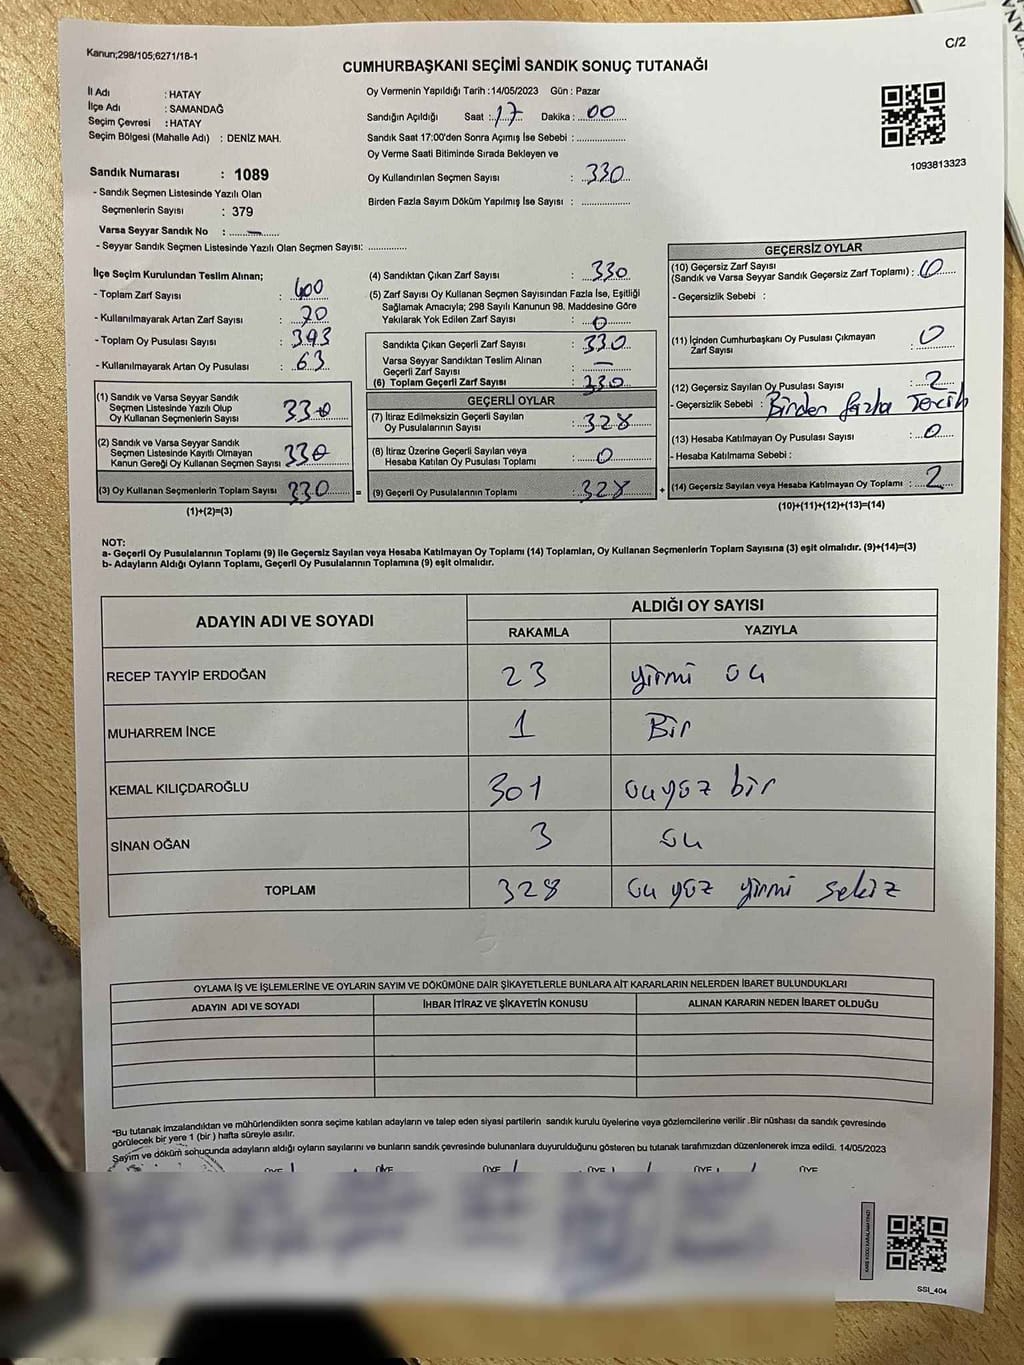 Kanun;298/105;6271/18-1
C/2
CUMHURBAŞKANI SEÇİMİ SANDIK SONUÇ TUTANAĞI
İl Adı : HATAY
İlçe Adı : SAMANDAĞ
Seçim Çevresi : HATAY
Seçim Bölgesi (Mahalle Adı) : DENİZ MAH.
Sandık Numarası : 1089
- Sandık Seçmen Listesinde Yazılı Olan
Seçmenlerin Sayısı : 379
Varsa Seyyar Sandık No : -
- Seyyar Sandık Seçmen Listesinde Yazılı Olan Seçmen Sayısı: ..............
Oy Vermenin Yapıldığı Tarih :14/05/2023 Gün : Pazar
Sandığın Açıldığı Saat : 17 Dakika : 00
Sandık Saat 17:00'den Sonra Açımış İse Sebebi : ..................
Oy Verme Saati Bitiminde Sırada Bekleyen ve
Oy Kullandırılan Seçmen Sayısı : 330
Birden Fazla Sayım Döküm Yapılmış İse Sayısı : ..................
1093813323
İlçe Seçim Kurulundan Teslim Alınan;
- Toplam Zarf Sayısı : 400
- Kullanılmayarak Artan Zarf Sayısı : 70
- Toplam Oy Pusulası Sayısı : 393
- Kullanılmayarak Artan Oy Pusulası : 63
(1) Sandık ve Varsa Seyyar Sandık
Seçmen Listesinde Yazılı Olup
Oy Kullanan Seçmenlerin Sayısı 330
(2) Sandık ve Varsa Seyyar Sandık
Seçmen Listesinde Kayıtlı Olmayan
Kanun Gereği Oy Kullanan Seçmen Sayısı 330
(3) Oy Kullanan Seçmenlerin Toplam Sayısı 330
(1)+(2)=(3)
(4) Sandıktan Çıkan Zarf Sayısı : 330
(5) Zarf Sayısı Oy Kullanan Seçmen Sayısından Fazla İse, Eşitliği
Sağlamak Amacıyla; 298 Sayılı Kanunun 98. Maddesine Göre
Yakılarak Yok Edilen Zarf Sayısı : 0
Sandıkta Çıkan Geçerli Zarf Sayısı : 330
Varsa Seyyar Sandıktan Teslim Alınan
Geçerli Zarf Sayısı : -
(6) Toplam Geçerli Zarf Sayısı : 330
GEÇERLİ OYLAR
(7) İtiraz Edilmeksizin Geçerli Sayılan
Oy Pusulalarının Sayısı : 328
(8) İtiraz Üzerine Geçerli Sayılan veya
Hesaba Katılan Oy Pusulası Toplamı : 0
= (9) Geçerli Oy Pusulalarının Toplamı : 328 +
GEÇERSİZ OYLAR
(10) Geçersiz Zarf Sayısı
(Sandık ve Varsa Seyyar Sandık Geçersiz Zarf Toplamı) : 0
- Geçersizlik Sebebi :
(11) İçinden Cumhurbaşkanı Oy Pusulası Çıkmayan
Zarf Sayısı : 0
(12) Geçersiz Sayılan Oy Pusulası Sayısı : 2
- Geçersizlik Sebebi : Birden fazla Tercih
(13) Hesaba Katılmayan Oy Pusulası Sayısı : 0
- Hesaba Katılmama Sebebi :
(14) Geçersiz Sayılan veya Hesaba Katılmayan Oy Toplamı : 2
(10)+(11)+(12)+(13)=(14)
NOT:
a- Geçerli Oy Pusulalarının Toplamı (9) ile Geçersiz Sayılan veya Hesaba Katılmayan Oy Toplamı (14) Toplamları, Oy Kullanan Seçmenlerin Toplam Sayısına (3) eşit olmalıdır. (9)+(14)=(3)
b- Adayların Aldığı Oyların Toplamı, Geçerli Oy Pusulalarının Toplamına (9) eşit olmalıdır.
ADAYIN ADI VE SOYADI ALDIĞI OY SAYISI
RAKAMLA YAZIYLA
RECEP TAYYİP ERDOĞAN 23 yirmi üç
MUHARREM İNCE 1 Bir
KEMAL KILIÇDAROĞLU 301 üçyüz bir
SİNAN OĞAN 3 üç
TOPLAM 328 üç yüz yirmi sekiz
OYLAMA İŞ VE İŞLEMLERİNE VE OYLARIN SAYIM VE DÖKÜMÜNE DAİR ŞİKAYETLERLE BUNLARA AİT KARARLARIN NELERDEN İBARET BULUNDUKLARI
ADAYIN ADI VE SOYADI İHBAR İTİRAZ VE ŞİKAYETİN KONUSU ALINAN KARARIN NEDEN İBARET OLDUĞU
*Bu tutanak imzalandıktan ve mühürlendikten sonra seçime katılan adayların ve talep eden siyasi partilerin sandık kurulu üyelerine veya gözlemcilerine verilir .Bir nüshası da sandık çevresinde
görülecek bir yere 1 (bir ) hafta süreyle asılır.
Sayım ve döküm sonucunda adayların aldığı oyların sayılarını ve bunların sandık çevresinde bulunanlara duyurulduğunu gösteren bu tutanak tarafımızdan düzenlenerek imza edildi. 14/05/2023
ÜYE ÜYE ÜYE ÜYE ÜYE ÜYE
SSI_404